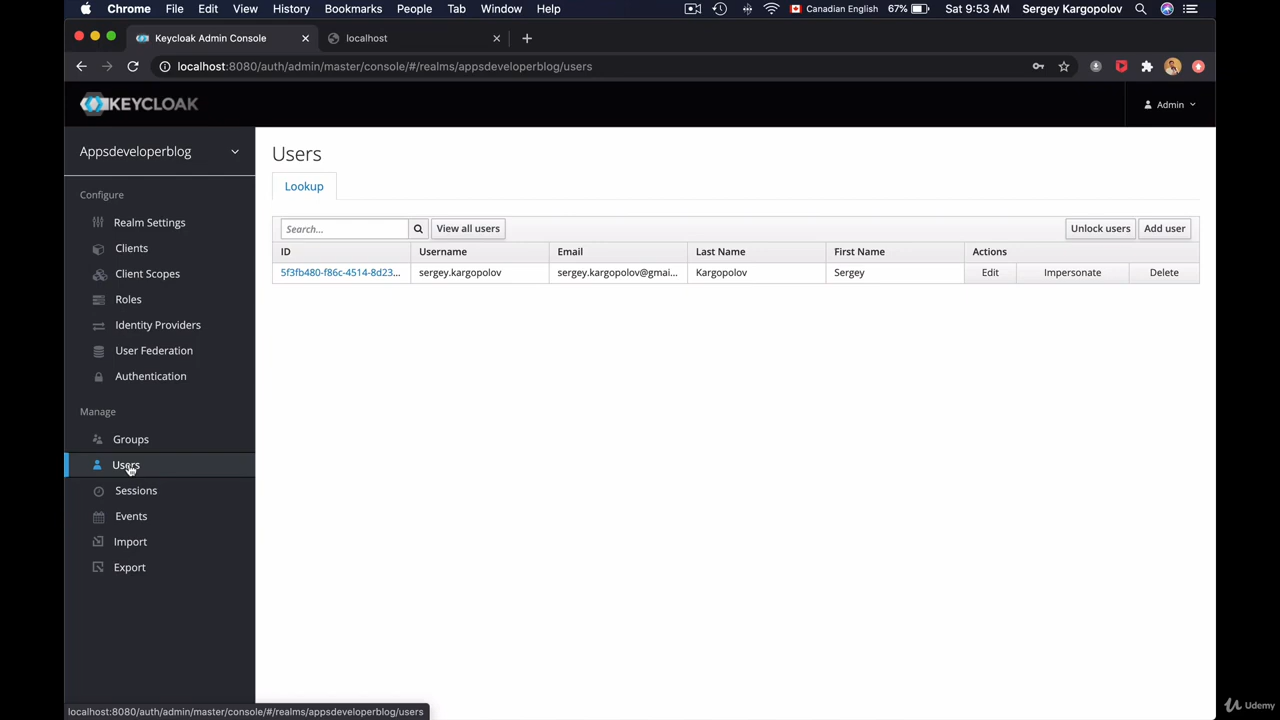 Chrome File Edit View History Bookmarks People Tab Window Help Canadian English 67% Sat 9:53 AM Sergey Kargopolov
Keycloak Admin Console localhost
localhost:8080/auth/admin/master/console/#/realms/appsdeveloperblog/users
KEYCLOAK Admin
Appsdeveloperblog
Configure
Realm Settings
Clients
Client Scopes
Roles
Identity Providers
User Federation
Authentication
Manage
Groups
Users
Sessions
Events
Import
Export
Users
Lookup
Search... View all users Unlock users Add user
ID Username Email Last Name First Name Actions
5f3fb480-f86c-4514-8d23... sergey.kargopolov sergey.kargopolov@gmai... Kargopolov Sergey Edit Impersonate Delete
localhost:8080/auth/admin/master/console/#/realms/appsdeveloperblog/users
Udemy